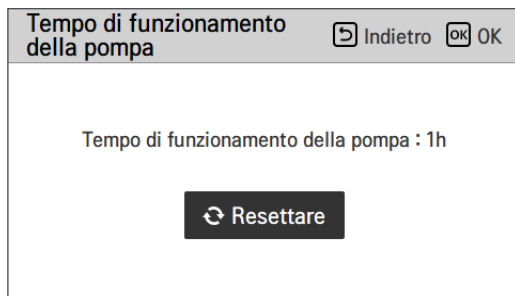 Tempo di funzionamento
della pompa
Indietro OK OK
Tempo di funzionamento della pompa : 1h
Resettare